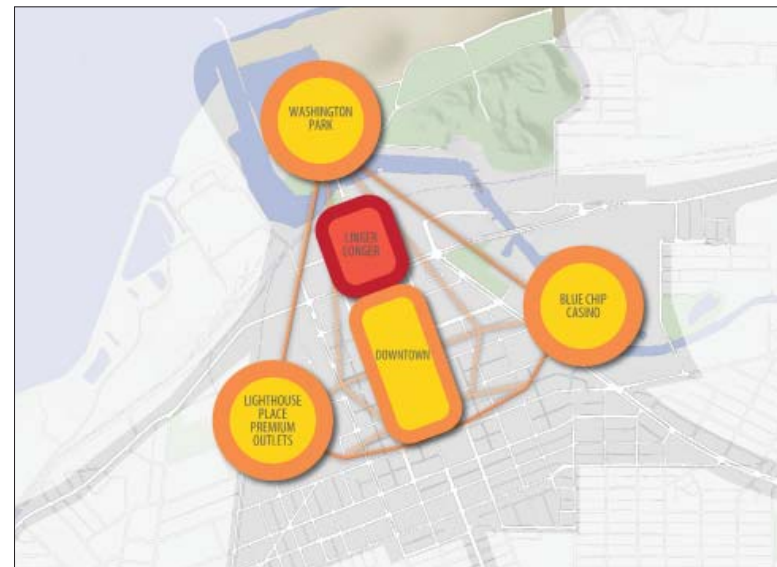 WASHINGTON
PARK
LINGER
LONGER
BLUE CHIP
CASINO
DOWNTOWN
LIGHTHOUSE
PLACE
PREMIUM
OUTLETS